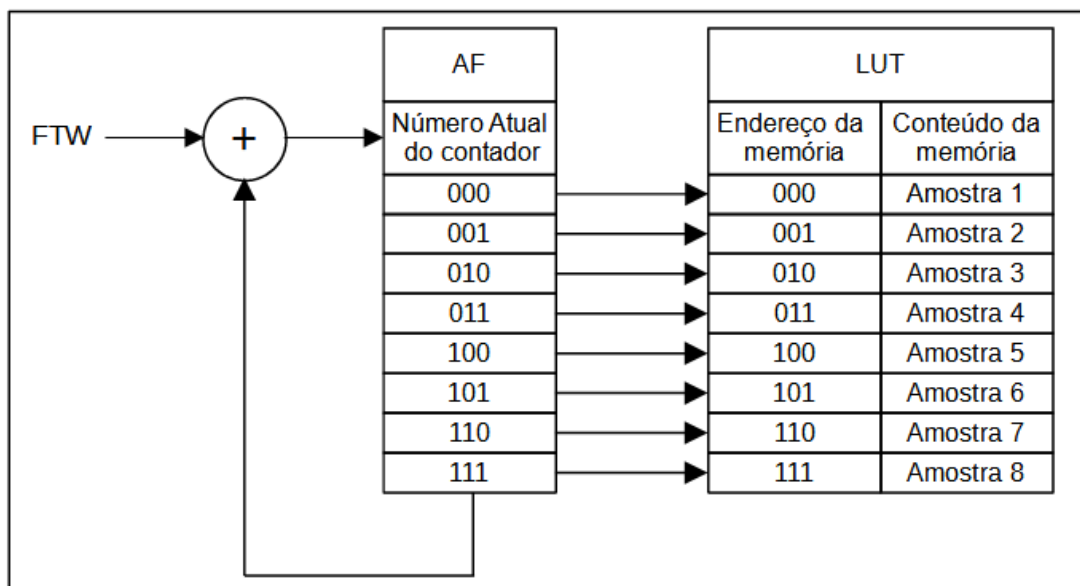 AF
LUT
FTW
+
Número Atual
do contador
Endereço da
memória
Conteúdo da
memória
000
000
Amostra 1
001
001
Amostra 2
010
010
Amostra 3
011
011
Amostra 4
100
100
Amostra 5
101
101
Amostra 6
110
110
Amostra 7
111
111
Amostra 8